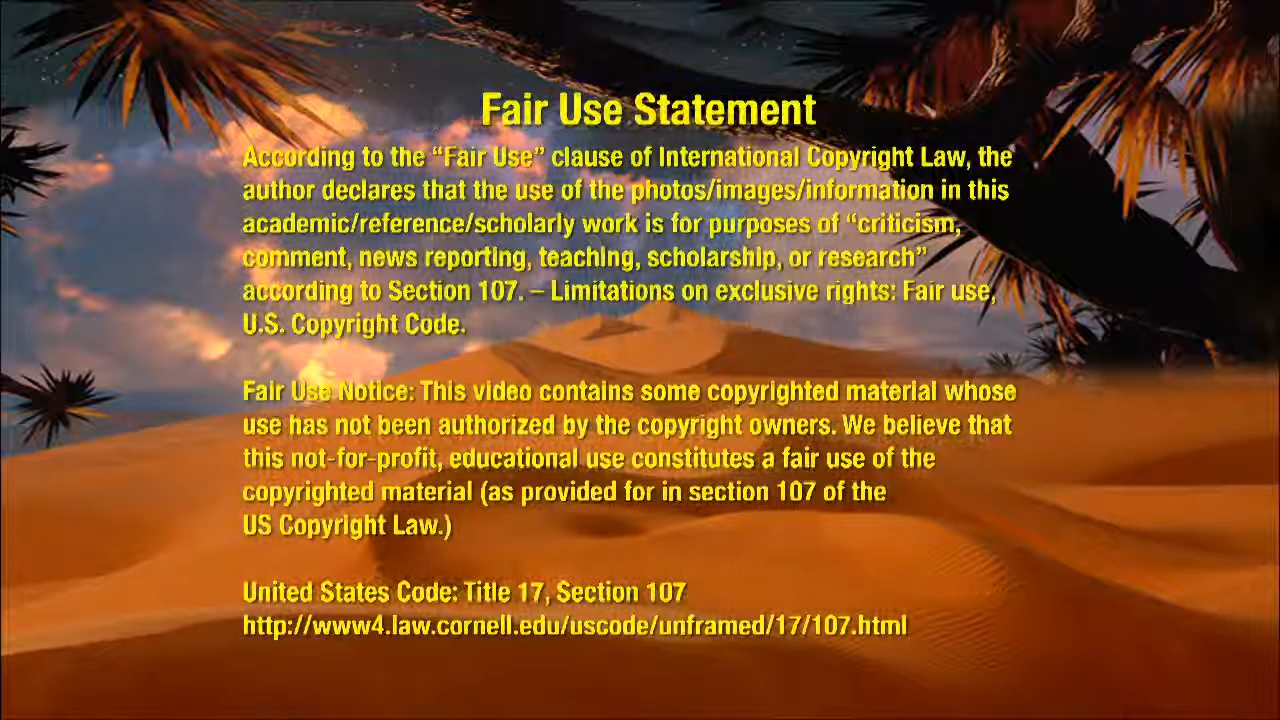 Fair Use Statement
According to the “Fair Use” clause of International Copyright Law, the
author declares that the use of the photos/images/information in this
academic/reference/scholarly work is for purposes of “criticism,
comment, news reporting, teaching, scholarship, or research”
according to Section 107. – Limitations on exclusive rights: Fair use,
U.S. Copyright Code.
Fair Use Notice: This video contains some copyrighted material whose
use has not been authorized by the copyright owners. We believe that
this not-for-profit, educational use constitutes a fair use of the
copyrighted material (as provided for in section 107 of the
US Copyright Law.)
United States Code: Title 17, Section 107
http://www4.law.cornell.edu/uscode/unframed/17/107.html